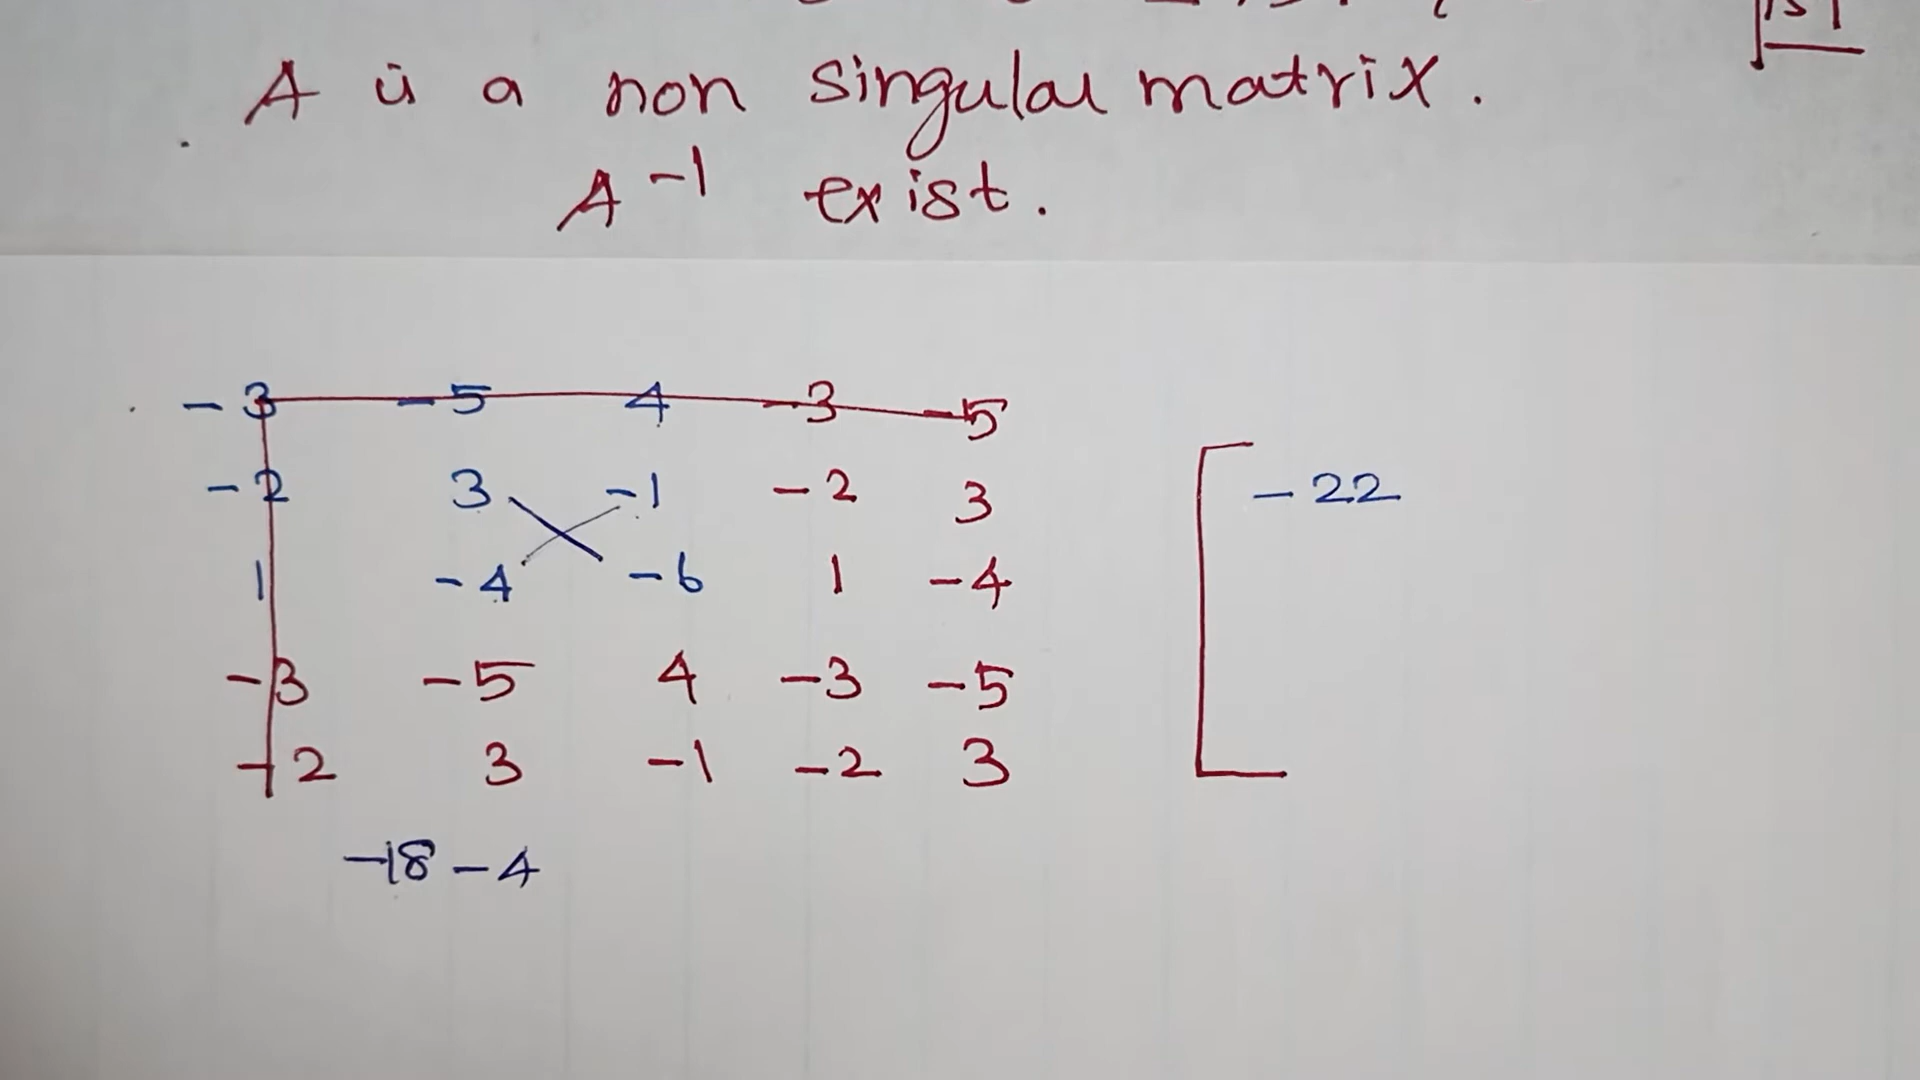 A is a non singular matrix.
A⁻¹ exist.
-3 -5 4 -3 -5
-2 3 -1 -2 3
-22
1 -4 -6 1 -4
-3 -5 4 -3 -5
-2 3 -1 -2 3
-18 - 4